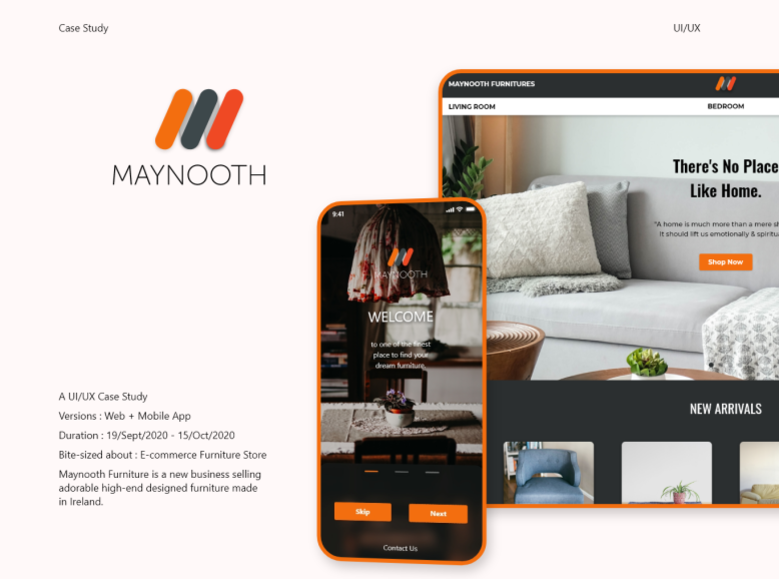 Case Study
UI/UX
MAYNOOTH
A UI/UX Case Study
Versions : Web + Mobile App
Duration : 19/Sept/2020 - 15/Oct/2020
Bite-sized about : E-commerce Furniture Store
Maynooth Furniture is a new business selling
adorable high-end designed furniture made
in Ireland.
9:41
MAYNOOTH
WELCOME
to one of the finest
place to find your
dream furniture.
Skip
Next
Contact Us
MAYNOOTH FURNITURES
LIVING ROOM
BEDROOM
There's No Place
Like Home.
"A home is much more than a mere
It should lift us emotionally &
Shop Now
NEW ARRIVALS